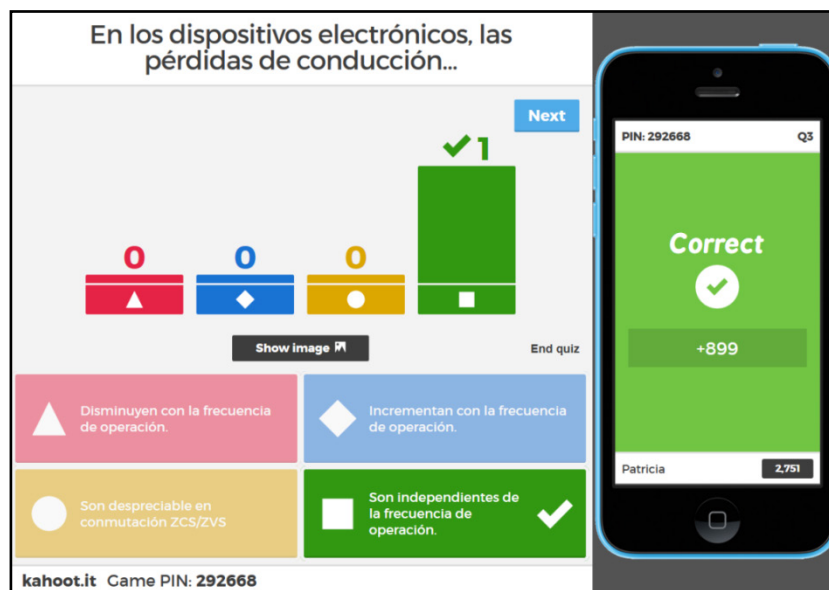 En los dispositivos electrónicos, las
pérdidas de conducción...
Next
1
0
0
0
Show image
End quiz
Disminuyen con la frecuencia
de operación.
Incrementan con la frecuencia
de operación.
Son despreciable en
conmutación ZCS/ZVS
Son independientes de
la frecuencia de
operación.
kahoot.it Game PIN: 292668
PIN: 292668
Q3
Correct
+899
Patricia
2,751